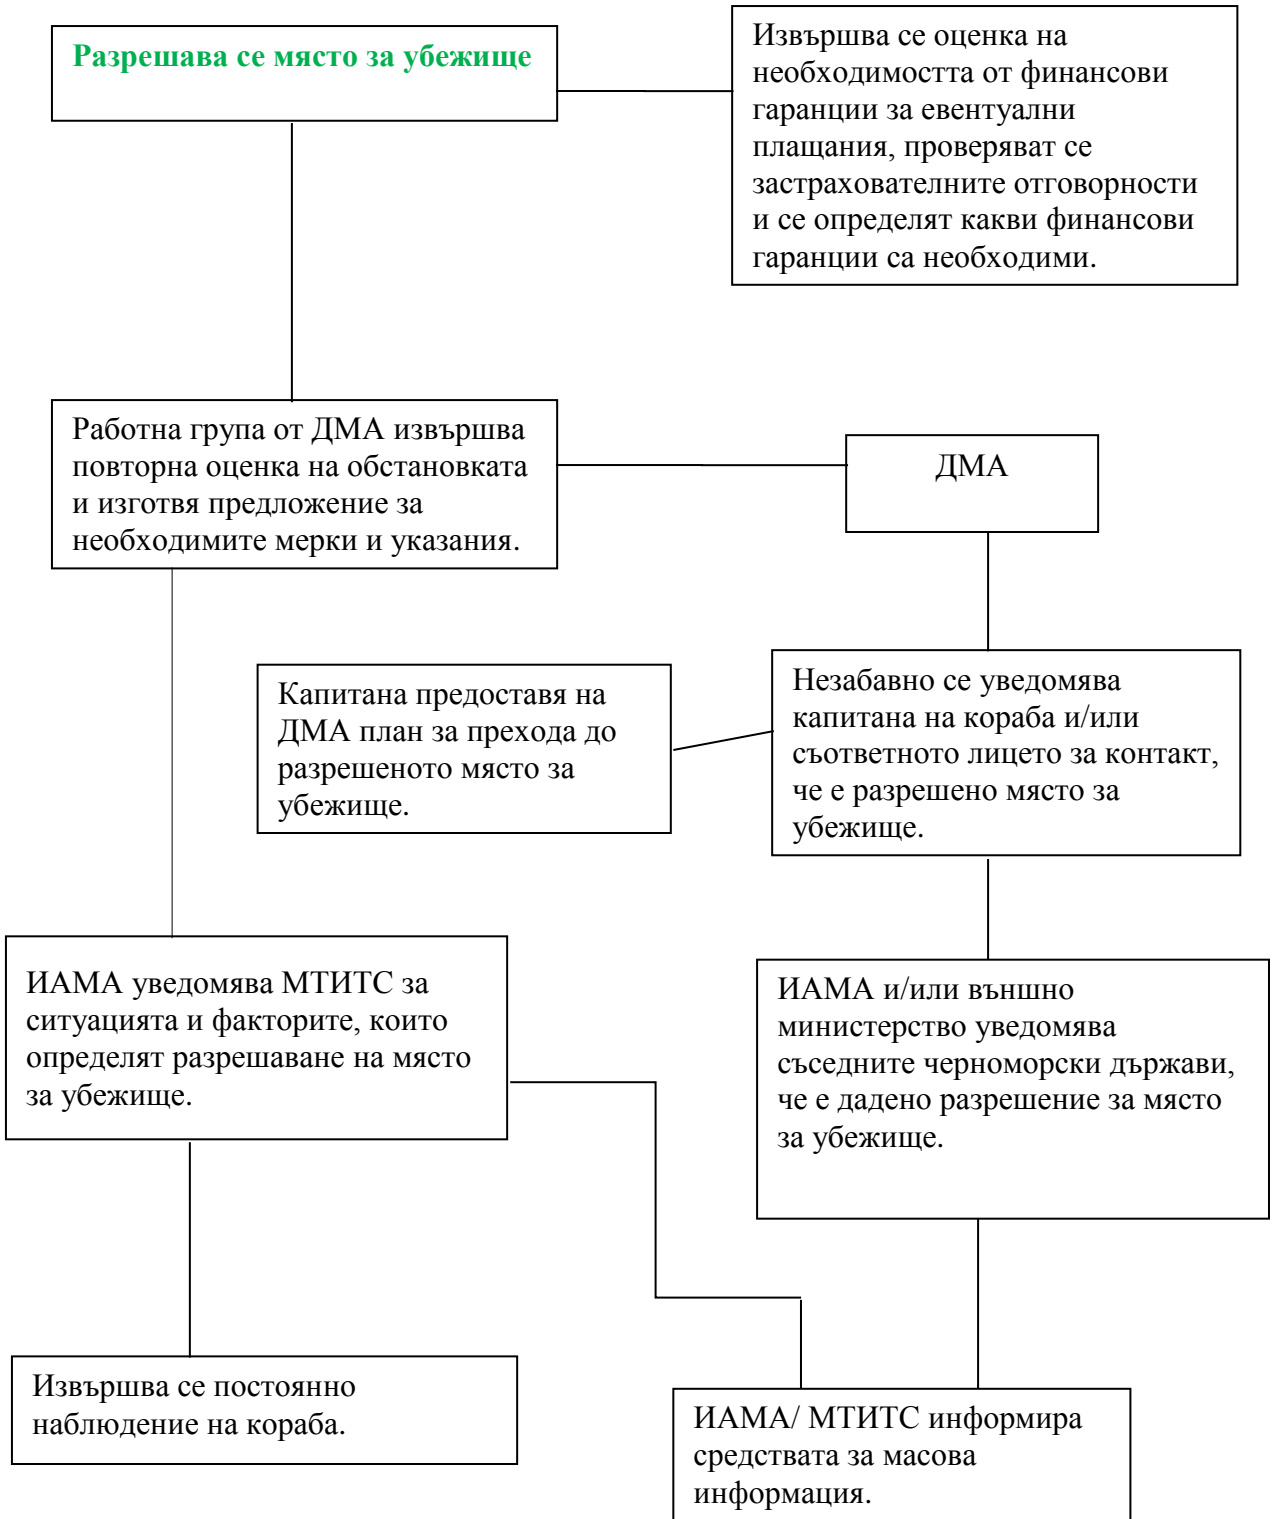 Разрешава се място за убежище
Извършва се оценка на
необходимостта от финансови
гаранции за евентуални
плащания, проверяват се
застрахователните отговорности
и се определят какви финансови
гаранции са необходими.
Работна група от ДМА извършва
повторна оценка на обстановката
и изготвя предложение за
необходимите мерки и указания.
ДМА
Капитана предоставя на
ДМА план за прехода до
разрешеното място за
убежище.
Незабавно се уведомява
капитана на кораба и/или
съответното лицето за контакт,
че е разрешено място за
убежище.
ИАМА уведомява МТИТС за
ситуацията и факторите, които
определят разрешаване на място
за убежище.
ИАМА и/или външно
министерство уведомява
съседните черноморски държави,
че е дадено разрешение за място
за убежище.
Извършва се постоянно
наблюдение на кораба.
ИАМА/ МТИТС информира
средствата за масова
информация.